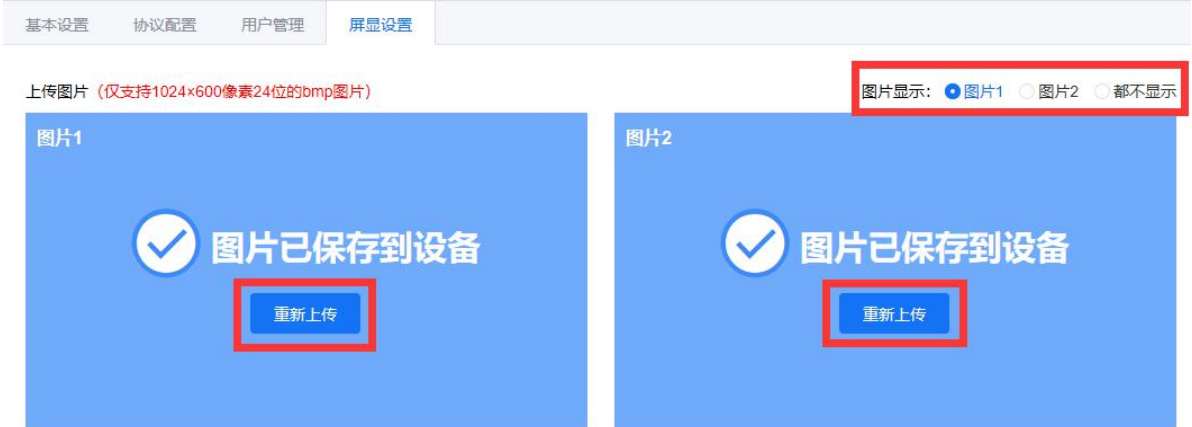 基本设置 协议配置 用户管理 屏显设置
上传图片（仅支持1024×600像素24位的bmp图片） 图片显示： 图片1 图片2 都不显示
图片1 图片2
图片已保存到设备 图片已保存到设备
重新上传 重新上传